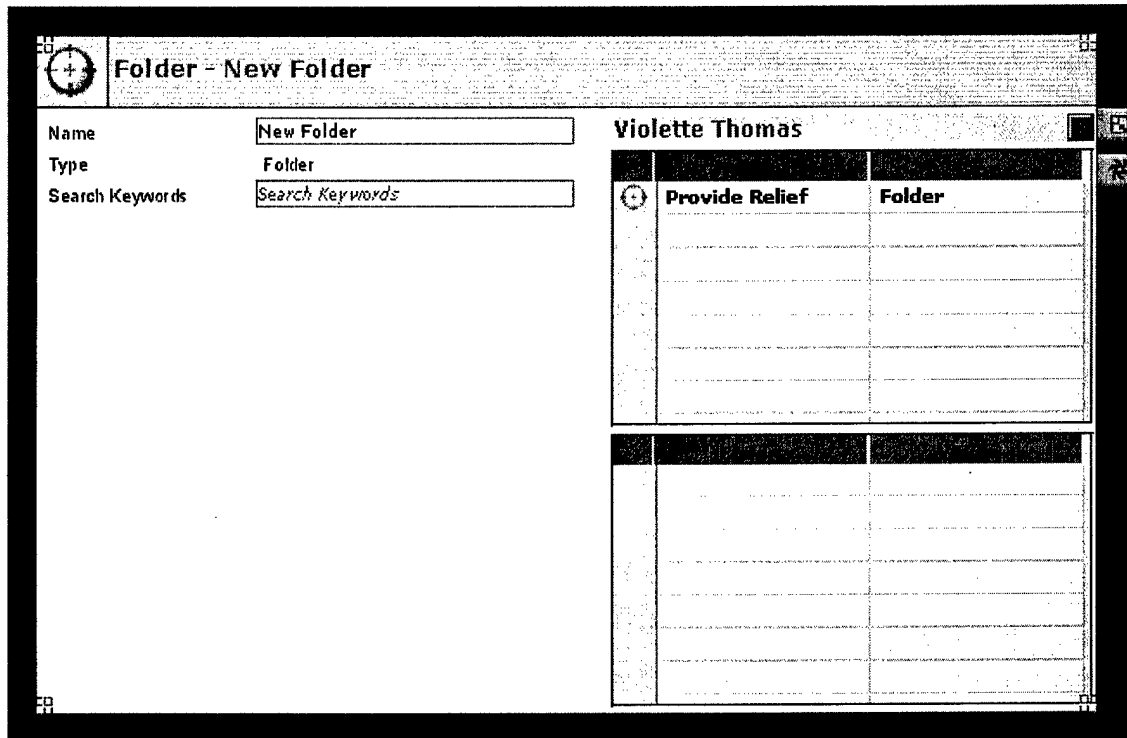 Folder - New Folder
Name New Folder
Type Folder
Search Keywords Search Keywords
Violette Thomas
Provide Relief Folder